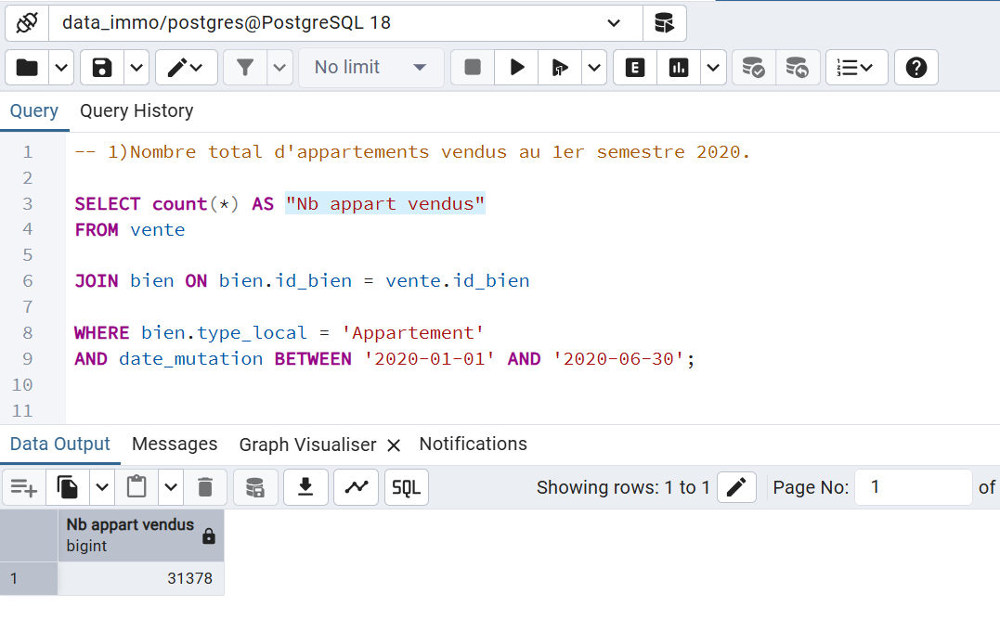 data_immo/postgres@PostgreSQL 18
No limit
E
Query Query History
1 -- 1)Nombre total d'appartements vendus au 1er semestre 2020.
2
3 SELECT count(*) AS "Nb appart vendus"
4 FROM vente
5
6 JOIN bien ON bien.id_bien = vente.id_bien
7
8 WHERE bien.type_local = 'Appartement'
9 AND date_mutation BETWEEN '2020-01-01' AND '2020-06-30';
10
11
Data Output Messages Graph Visualiser Notifications
SQL Showing rows: 1 to 1 Page No: 1 of
Nb appart vendus
bigint
1 31378